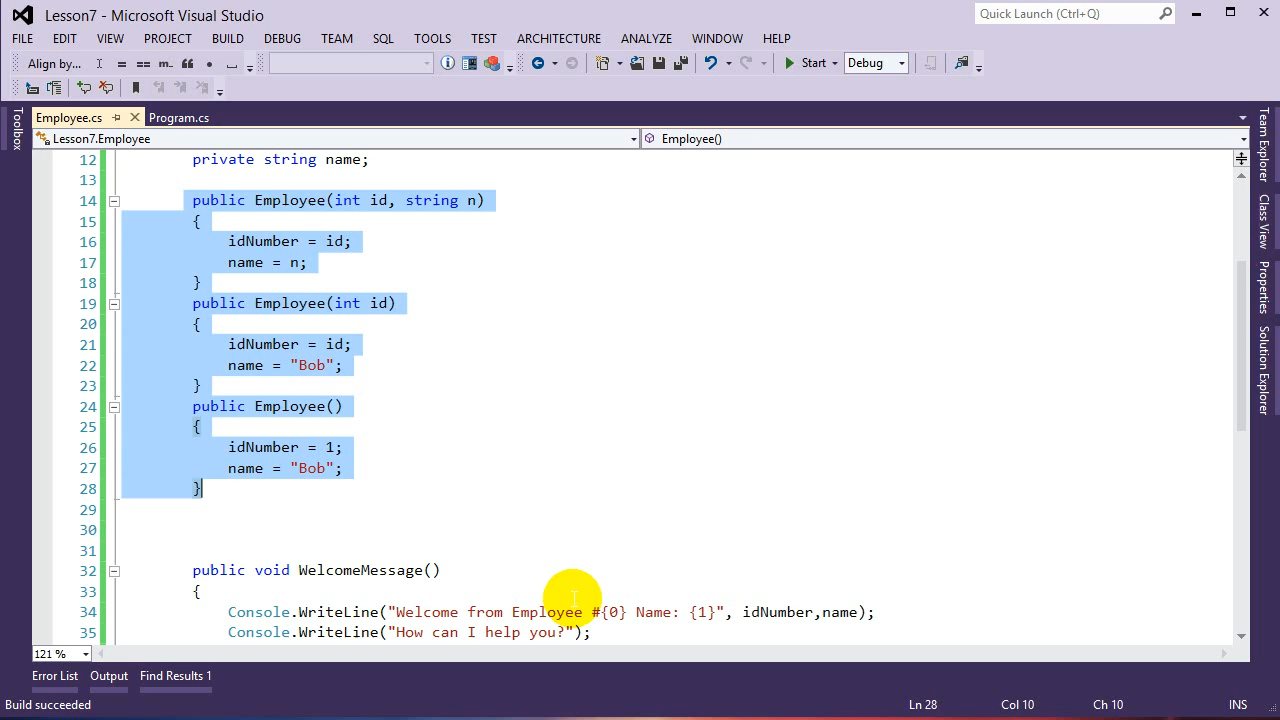 Lesson7 - Microsoft Visual Studio
Quick Launch (Ctrl+Q)
FILE EDIT VIEW PROJECT BUILD DEBUG TEAM SQL TOOLS TEST ARCHITECTURE ANALYZE WINDOW HELP
Align by... = == m.. Start Debug
Employee.cs Program.cs
Lesson7.Employee Employee()
Toolbox
Team Explorer
Class View
Properties
Solution Explorer
12 private string name;
13
14 public Employee(int id, string n)
15 {
16 idNumber = id;
17 name = n;
18 }
19 public Employee(int id)
20 {
21 idNumber = id;
22 name = "Bob";
23 }
24 public Employee()
25 {
26 idNumber = 1;
27 name = "Bob";
28 }
29
30
31
32 public void WelcomeMessage()
33 {
34 Console.WriteLine("Welcome from Employee #{0} Name: {1}", idNumber,name);
35 Console.WriteLine("How can I help you?");
121 %
Error List Output Find Results 1
Build succeeded Ln 28 Col 10 Ch 10 INS